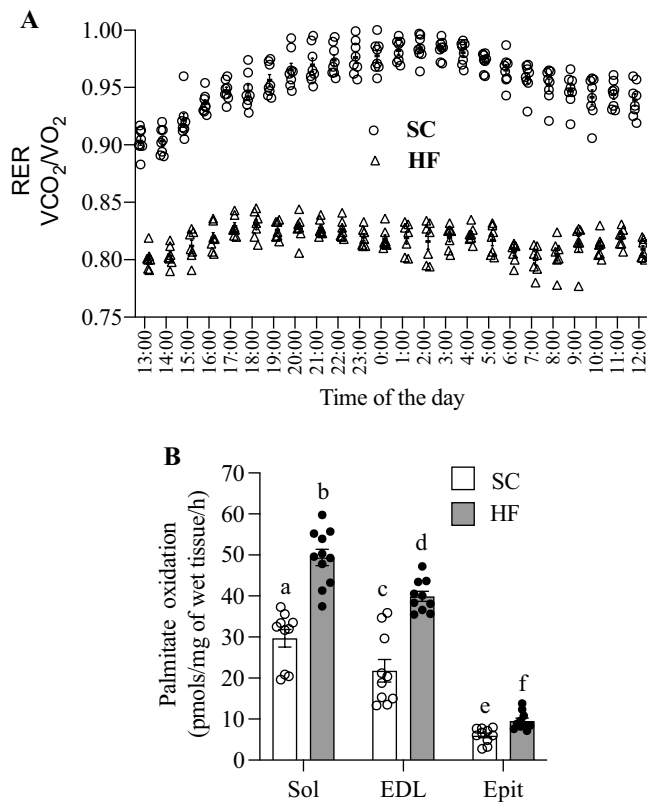 A
RER
VCO2/VO2
1.00
0.95
0.90
0.85
0.80
0.75
SC
HF
13:00
14:00
15:00
16:00
17:00
18:00
19:00
20:00
21:00
22:00
23:00
0:00
1:00
2:00
3:00
4:00
5:00
6:00
7:00
8:00
9:00
10:00
11:00
12:00
Time of the day
B
Palmitate oxidation
(pmols/mg of wet tissue/h)
70
60
50
40
30
20
10
0
SC
HF
a
b
c
d
e
f
Sol
EDL
Epit